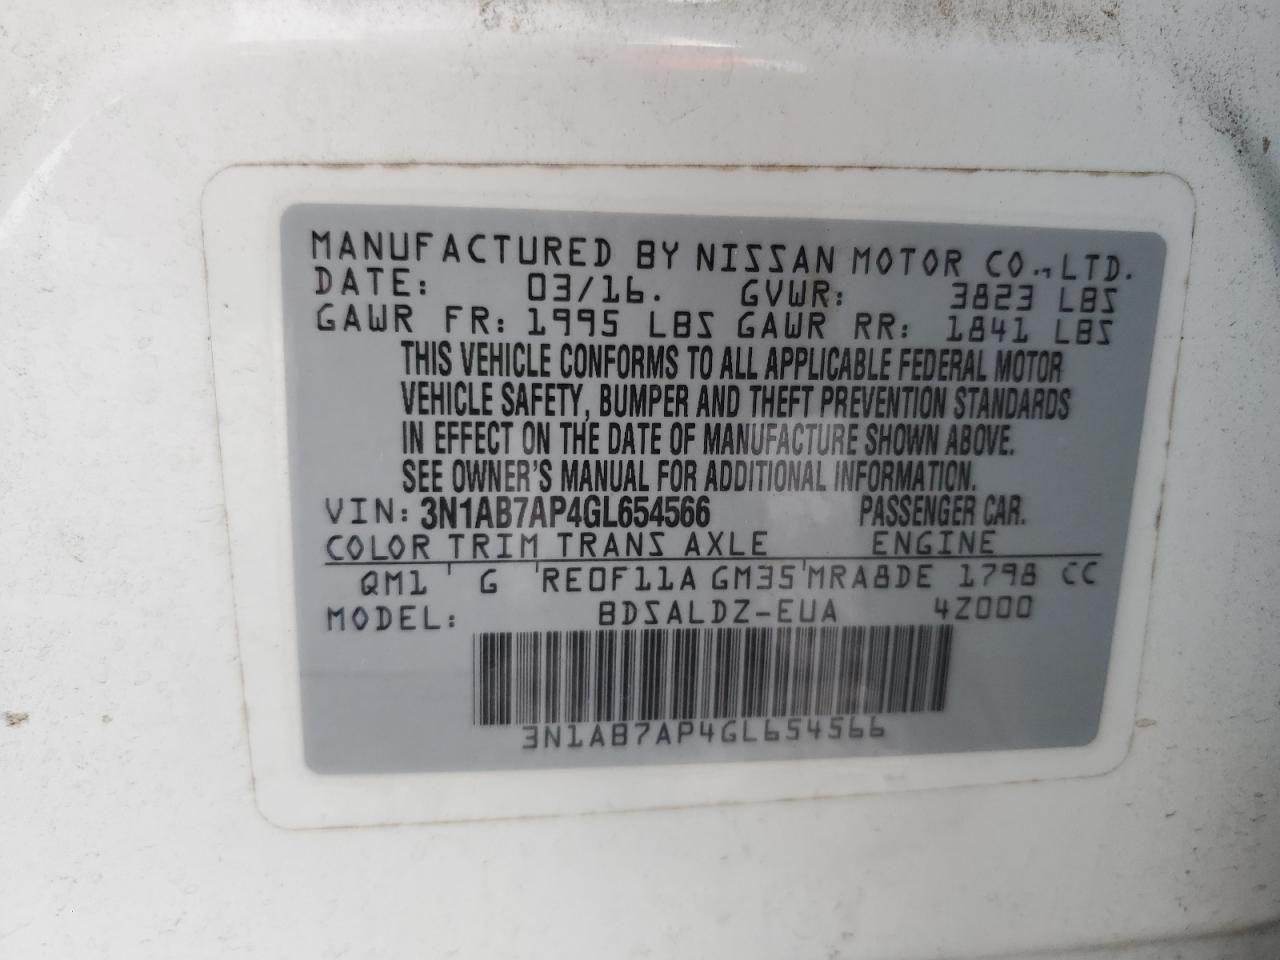 MANUFACTURED BY NISSAN MOTOR CO., LTD.
DATE: 03/16. GVWR: 3823 LBS
GAWR FR: 1995 LBS GAWR RR: 1841 LBS
THIS VEHICLE CONFORMS TO ALL APPLICABLE FEDERAL MOTOR
VEHICLE SAFETY, BUMPER AND THEFT PREVENTION STANDARDS
IN EFFECT ON THE DATE OF MANUFACTURE SHOWN ABOVE.
SEE OWNER'S MANUAL FOR ADDITIONAL INFORMATION.
VIN: 3N1AB7AP4GL654566 PASSENGER CAR.
COLOR TRIM TRANS AXLE ENGINE
QM1 ' G 'RE0F11A GM35'MRA8DE 1798 CC
MODEL: BDSALDZ-EUA 4Z000
3N1AB7AP4GL654566